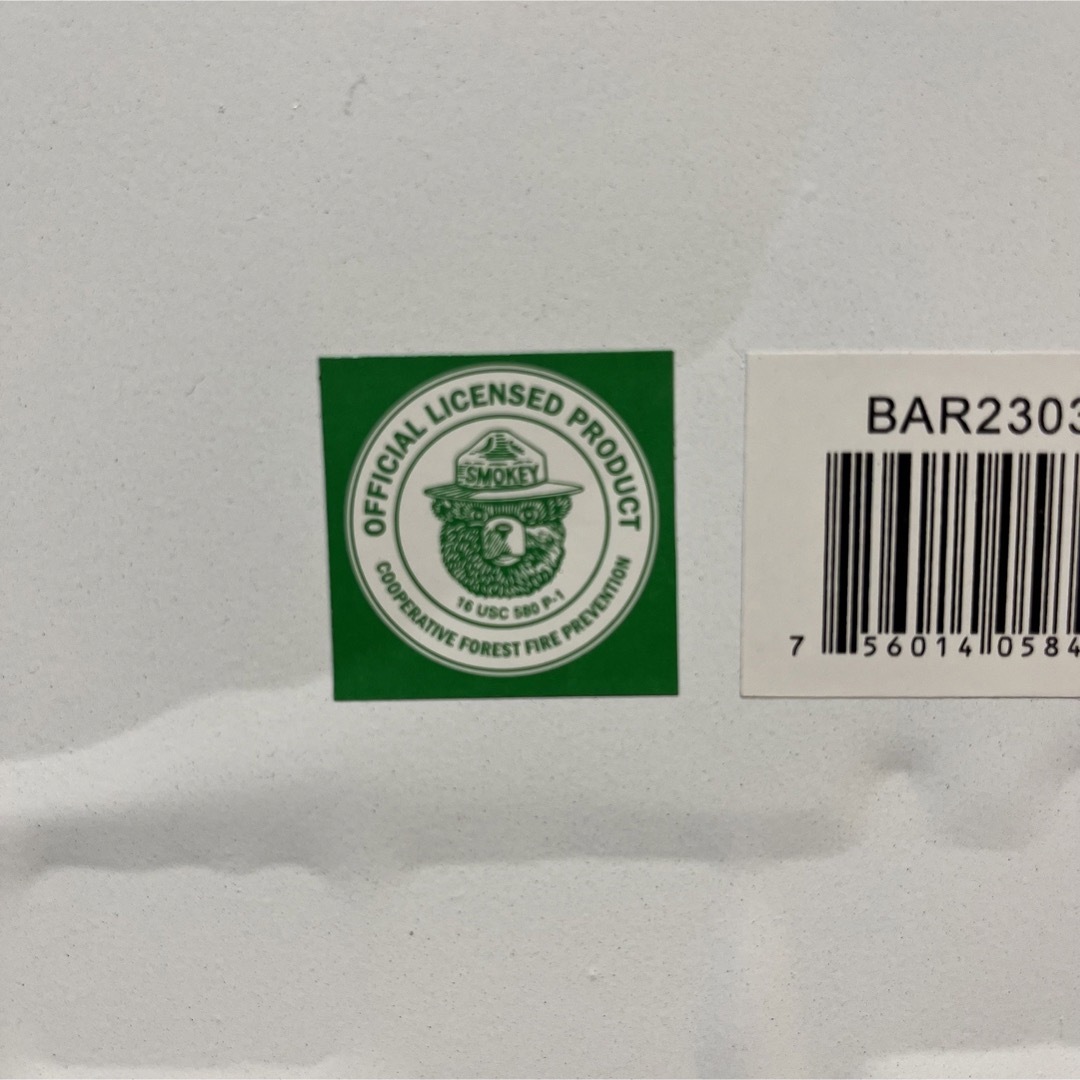 OFFICIAL LICENSED PRODUCT
SMOKEY
16 USC 580 P-1
COOPERATIVE FOREST FIRE PREVENTION
BAR2303
7 56014 0584